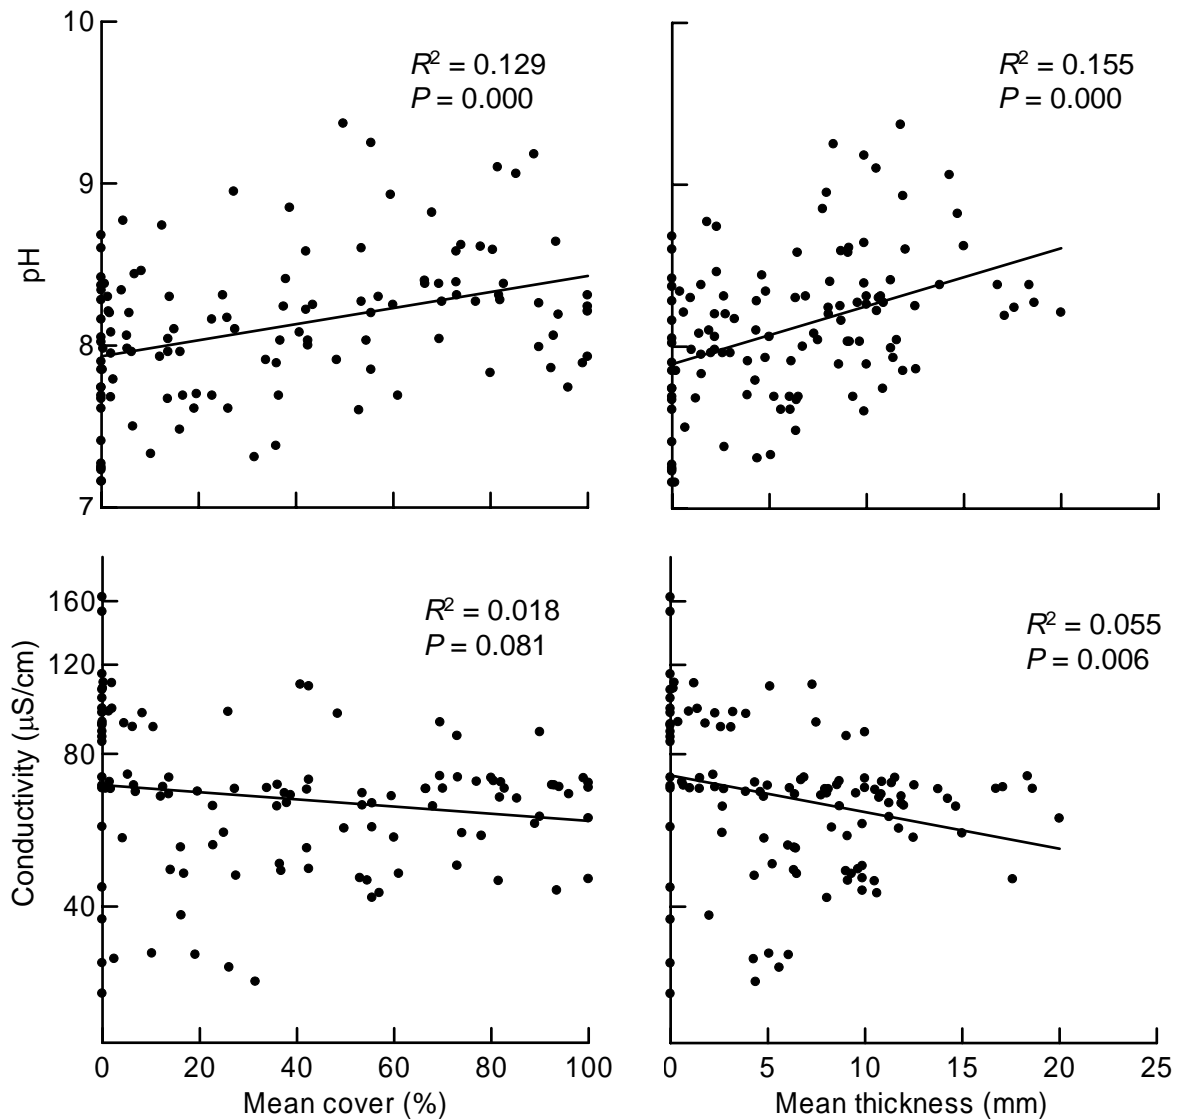 10
9
8
7
pH
R² = 0.129
P = 0.000
R² = 0.155
P = 0.000
160
120
80
40
Conductivity (µS/cm)
R² = 0.018
P = 0.081
R² = 0.055
P = 0.006
0 20 40 60 80 100
Mean cover (%)
0 5 10 15 20 25
Mean thickness (mm)